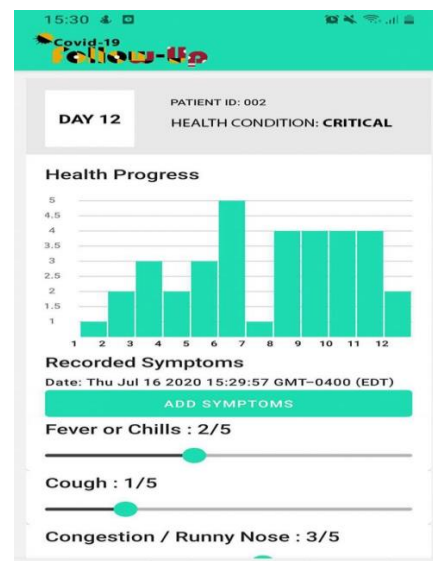 15:30
Covid-19
Follow-Up
DAY 12
PATIENT ID: 002
HEALTH CONDITION: CRITICAL
Health Progress
5
4.5
4
3.5
3
2.5
2
1.5
1
1 2 3 4 5 6 7 8 9 10 11 12
Recorded Symptoms
Date: Thu Jul 16 2020 15:29:57 GMT-0400 (EDT)
ADD SYMPTOMS
Fever or Chills : 2/5
Cough : 1/5
Congestion / Runny Nose : 3/5